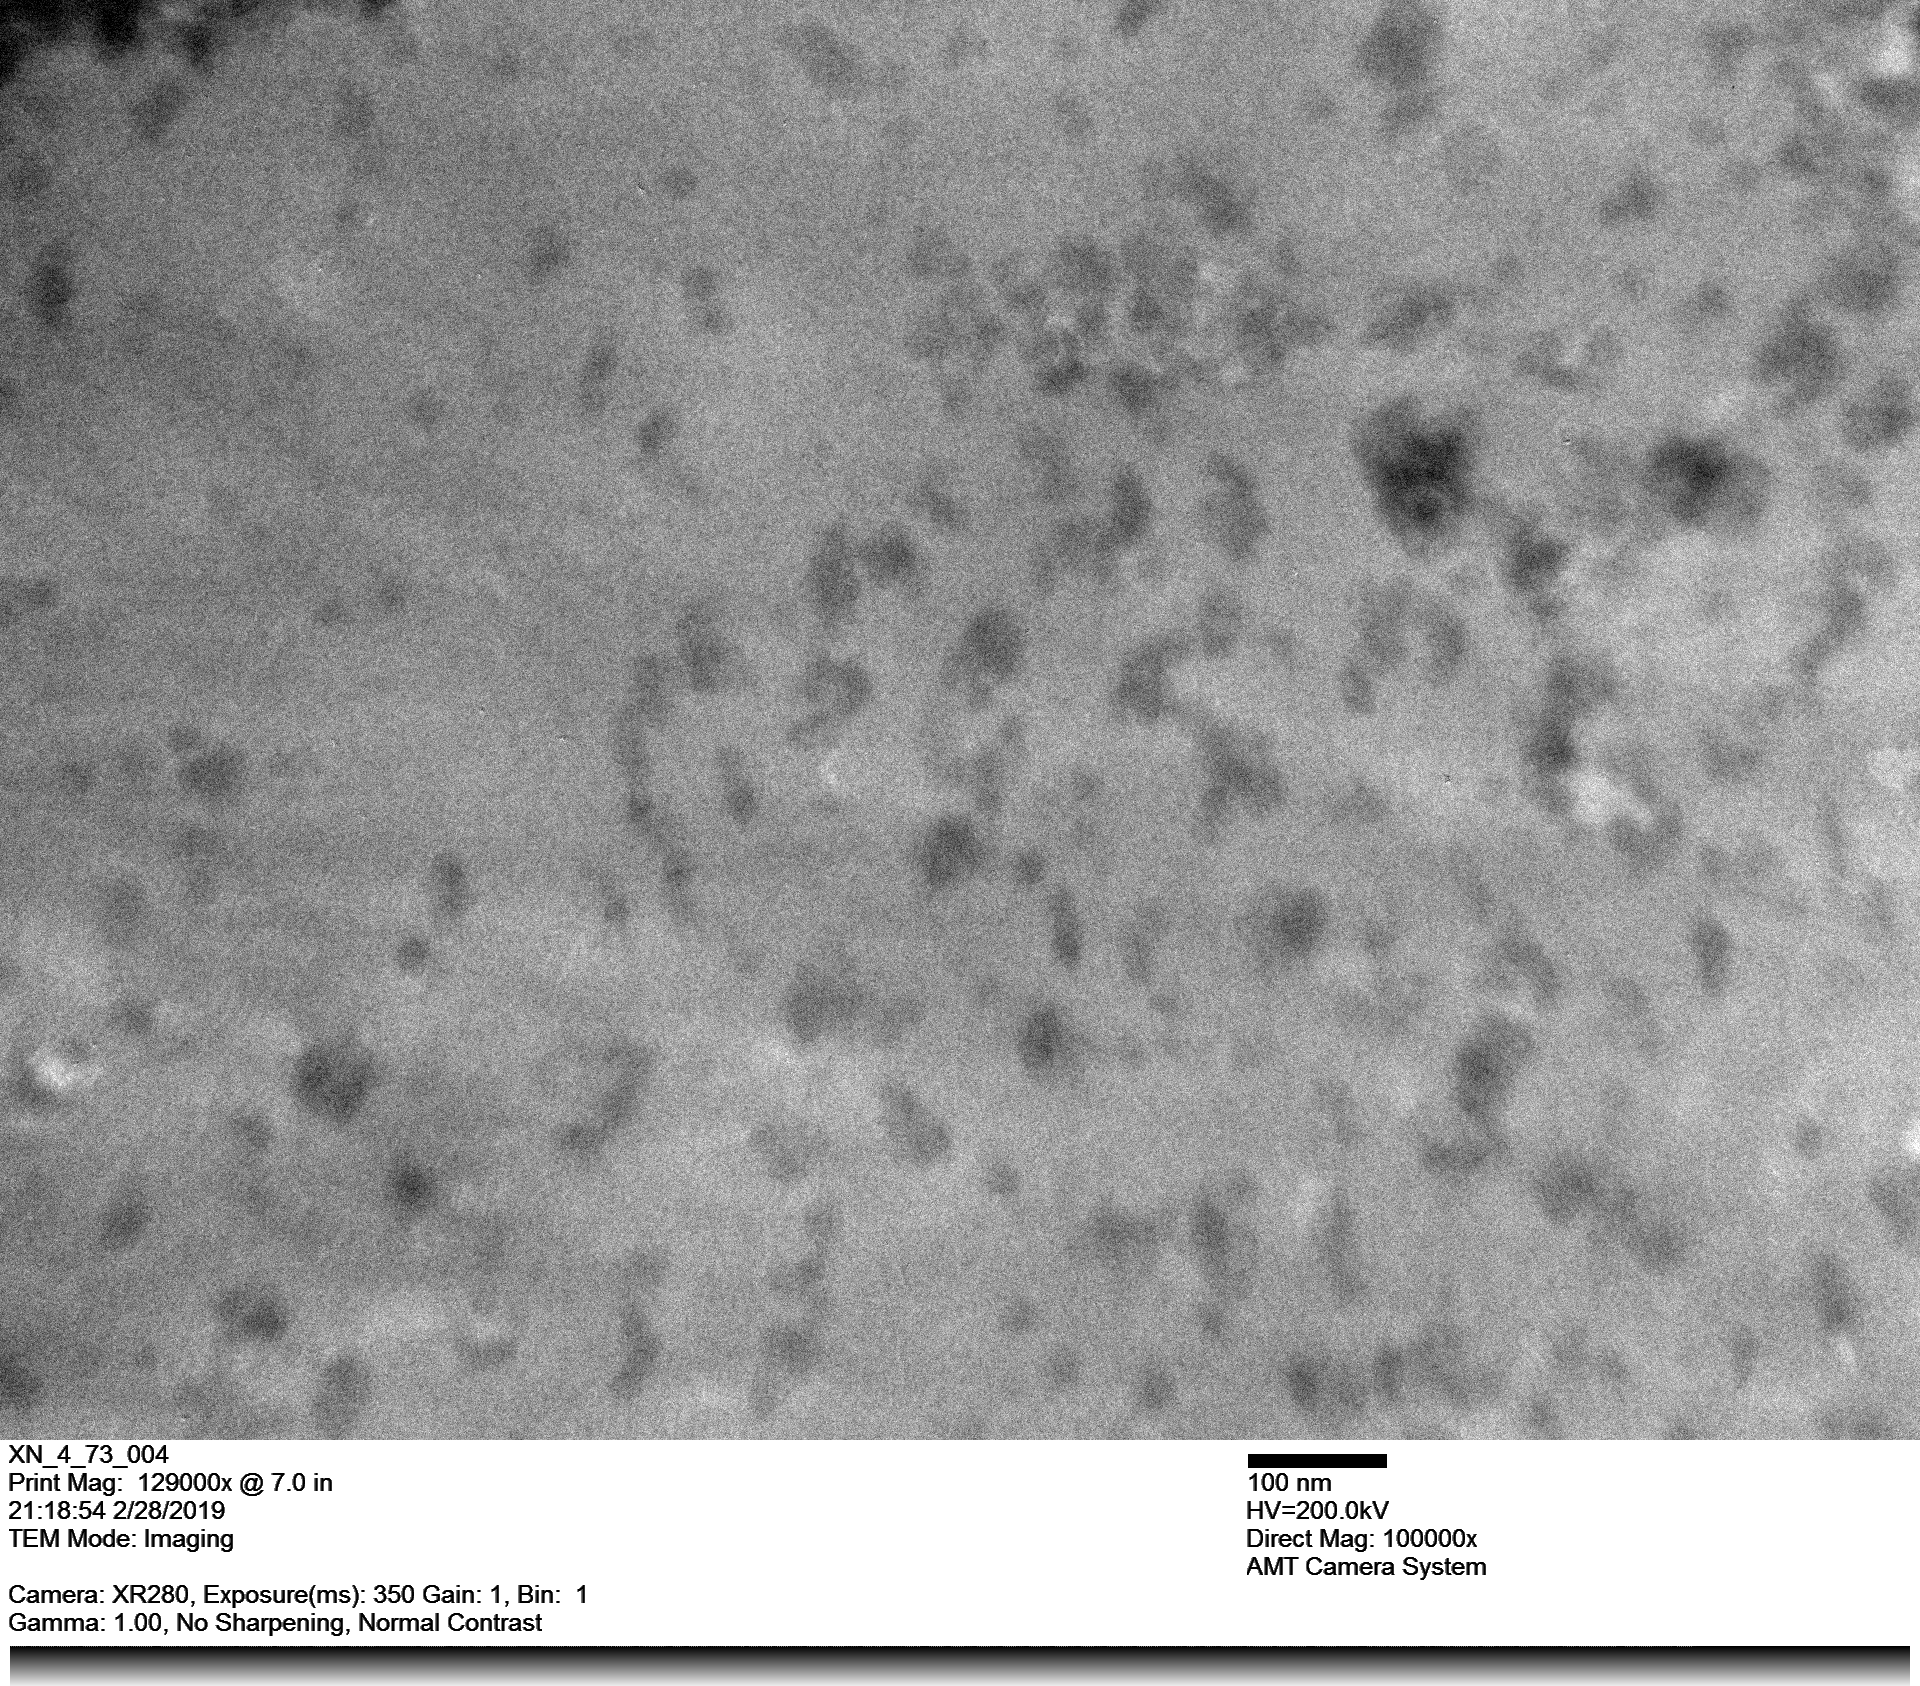 XN_4_73_004
Print Mag: 129000x @ 7.0 in
21:18:54 2/28/2019
TEM Mode: Imaging
Camera: XR280, Exposure(ms): 350 Gain: 1, Bin: 1
Gamma: 1.00, No Sharpening, Normal Contrast
100 nm
HV=200.0kV
Direct Mag: 100000x
AMT Camera System